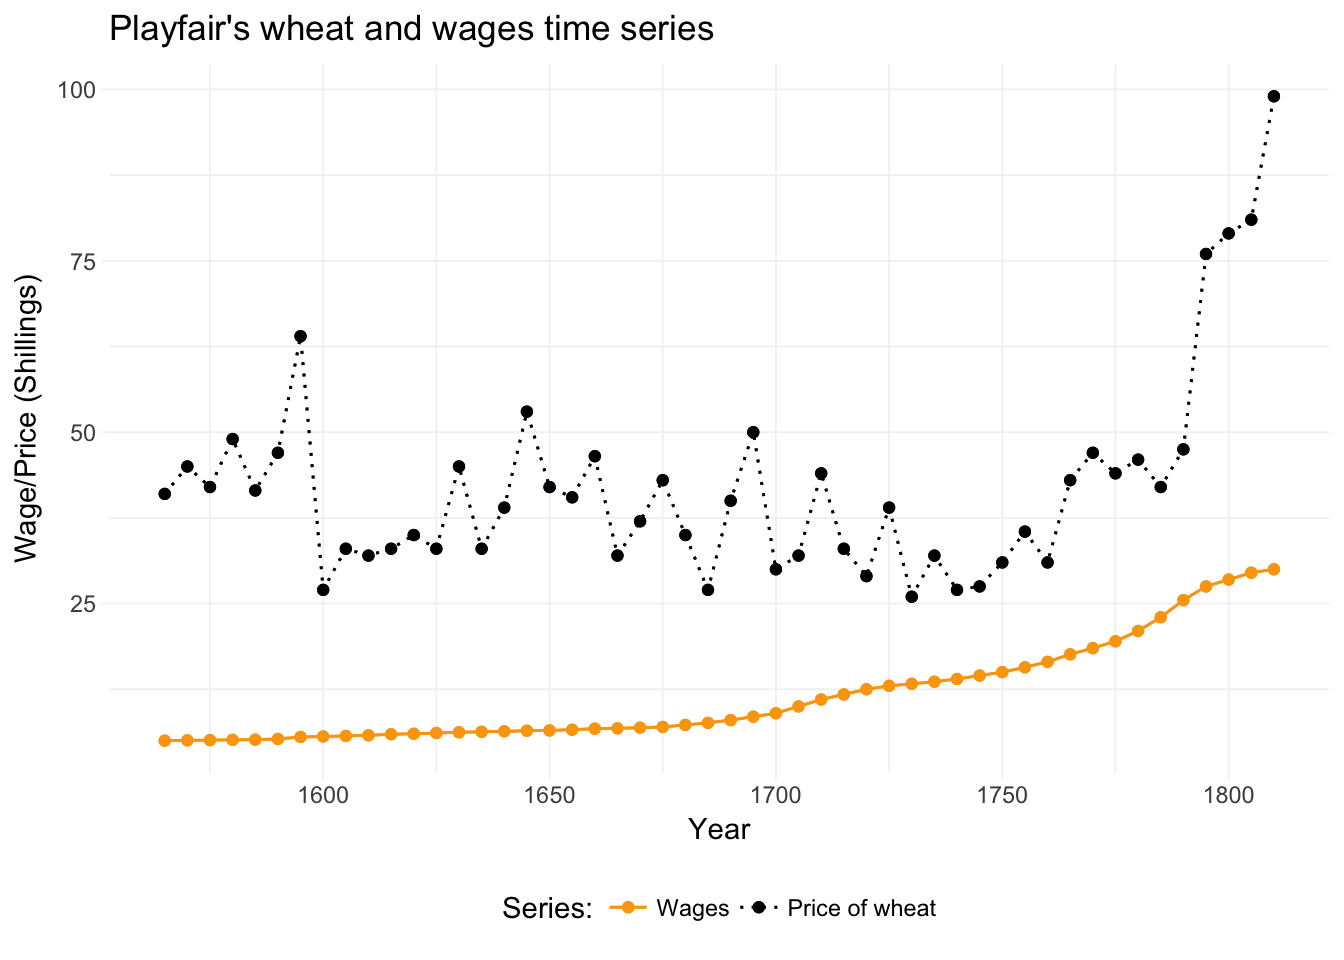 Playfair's wheat and wages time series
Wage/Price (Shillings)
100
75
50
25
1600 1650 1700 1750 1800
Year
Series: Wages Price of wheat